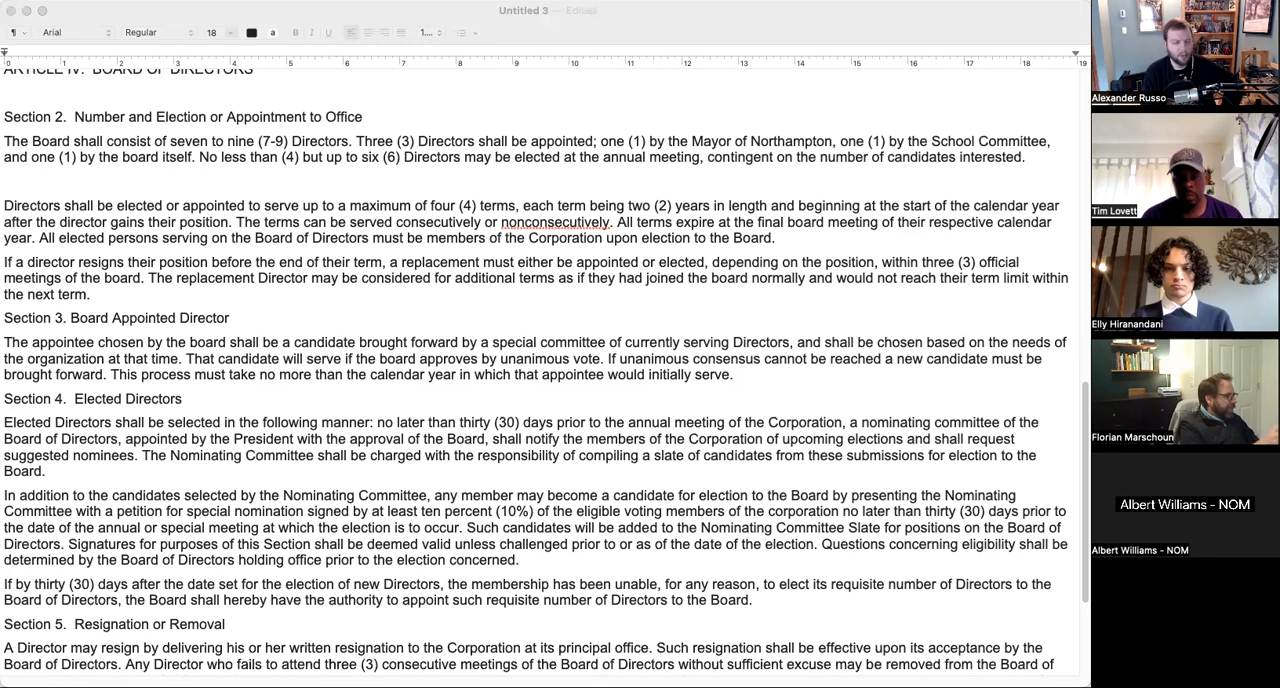 Untitled 3 — Edited
¶ Arial Regular 18 a B I U 1....
0 1 2 3 4 5 6 7 8 9 10 11 12 13 14 15 16 17 18 19
ARTICLE IV. BOARD OF DIRECTORS
Section 2. Number and Election or Appointment to Office
The Board shall consist of seven to nine (7-9) Directors. Three (3) Directors shall be appointed; one (1) by the Mayor of Northampton, one (1) by the School Committee,
and one (1) by the board itself. No less than (4) but up to six (6) Directors may be elected at the annual meeting, contingent on the number of candidates interested.
Directors shall be elected or appointed to serve up to a maximum of four (4) terms, each term being two (2) years in length and beginning at the start of the calendar year
after the director gains their position. The terms can be served consecutively or nonconsecutively. All terms expire at the final board meeting of their respective calendar
year. All elected persons serving on the Board of Directors must be members of the Corporation upon election to the Board.
If a director resigns their position before the end of their term, a replacement must either be appointed or elected, depending on the position, within three (3) official
meetings of the board. The replacement Director may be considered for additional terms as if they had joined the board normally and would not reach their term limit within
the next term.
Section 3. Board Appointed Director
The appointee chosen by the board shall be a candidate brought forward by a special committee of currently serving Directors, and shall be chosen based on the needs of
the organization at that time. That candidate will serve if the board approves by unanimous vote. If unanimous consensus cannot be reached a new candidate must be
brought forward. This process must take no more than the calendar year in which that appointee would initially serve.
Section 4. Elected Directors
Elected Directors shall be selected in the following manner: no later than thirty (30) days prior to the annual meeting of the Corporation, a nominating committee of the
Board of Directors, appointed by the President with the approval of the Board, shall notify the members of the Corporation of upcoming elections and shall request
suggested nominees. The Nominating Committee shall be charged with the responsibility of compiling a slate of candidates from these submissions for election to the
Board.
In addition to the candidates selected by the Nominating Committee, any member may become a candidate for election to the Board by presenting the Nominating
Committee with a petition for special nomination signed by at least ten percent (10%) of the eligible voting members of the corporation no later than thirty (30) days prior to
the date of the annual or special meeting at which the election is to occur. Such candidates will be added to the Nominating Committee Slate for positions on the Board of
Directors. Signatures for purposes of this Section shall be deemed valid unless challenged prior to or as of the date of the election. Questions concerning eligibility shall be
determined by the Board of Directors holding office prior to the election concerned.
If by thirty (30) days after the date set for the election of new Directors, the membership has been unable, for any reason, to elect its requisite number of Directors to the
Board of Directors, the Board shall hereby have the authority to appoint such requisite number of Directors to the Board.
Section 5. Resignation or Removal
A Director may resign by delivering his or her written resignation to the Corporation at its principal office. Such resignation shall be effective upon its acceptance by the
Board of Directors. Any Director who fails to attend three (3) consecutive meetings of the Board of Directors without sufficient excuse may be removed from the Board of
Alexander Russo
Tim Lovett
Elly Hiranandani
Florian Marschoun
Albert Williams - NOM
Albert Williams - NOM